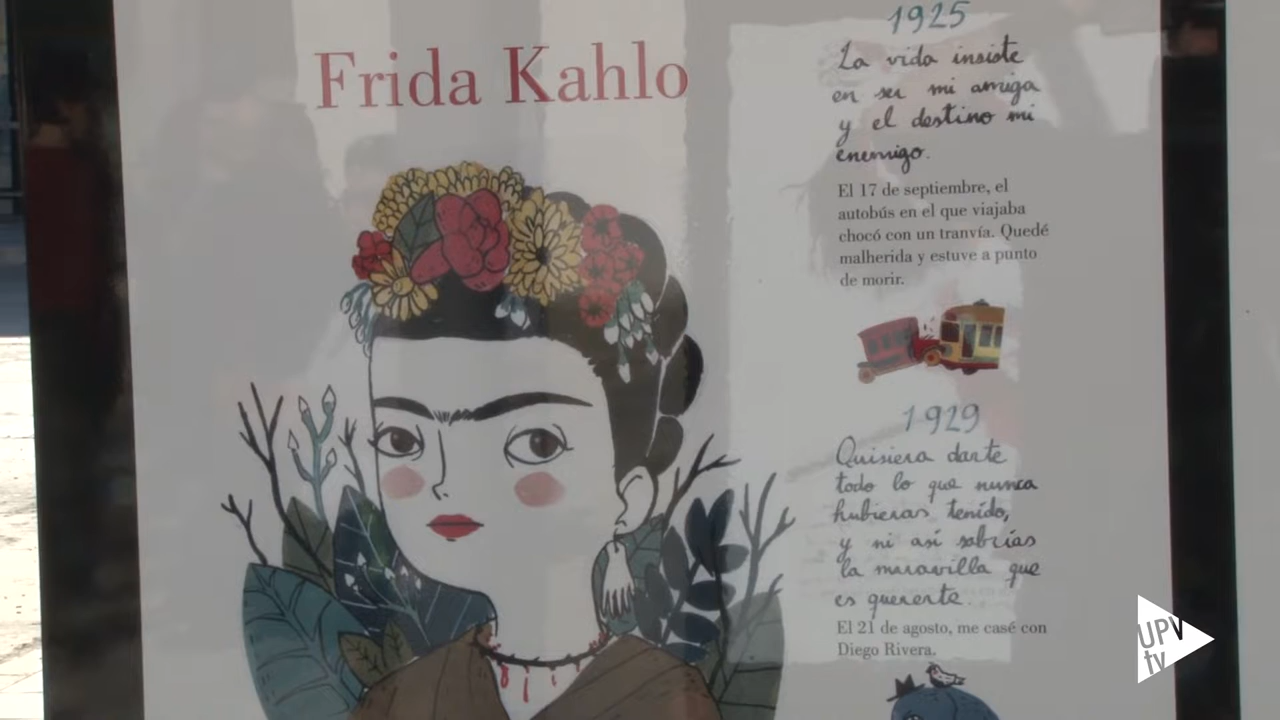 Frida Kahlo
1925
La vida insiste
en ser mi amiga
y el destino mi
enemigo.
El 17 de septiembre, el
autobús en el que viajaba
chocó con un tranvía. Quedé
malherida y estuve a punto
de morir.
1929
Quisiera darte
todo lo que nunca
hubieras tenido,
y ni así sabrías
la maravilla que
es quererte.
El 21 de agosto, me casé con
Diego Rivera.
UPV
tv